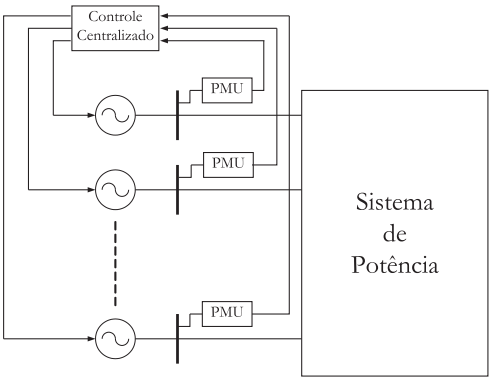 Controle
Centralizado
PMU
PMU
Sistema
de
Potência
PMU